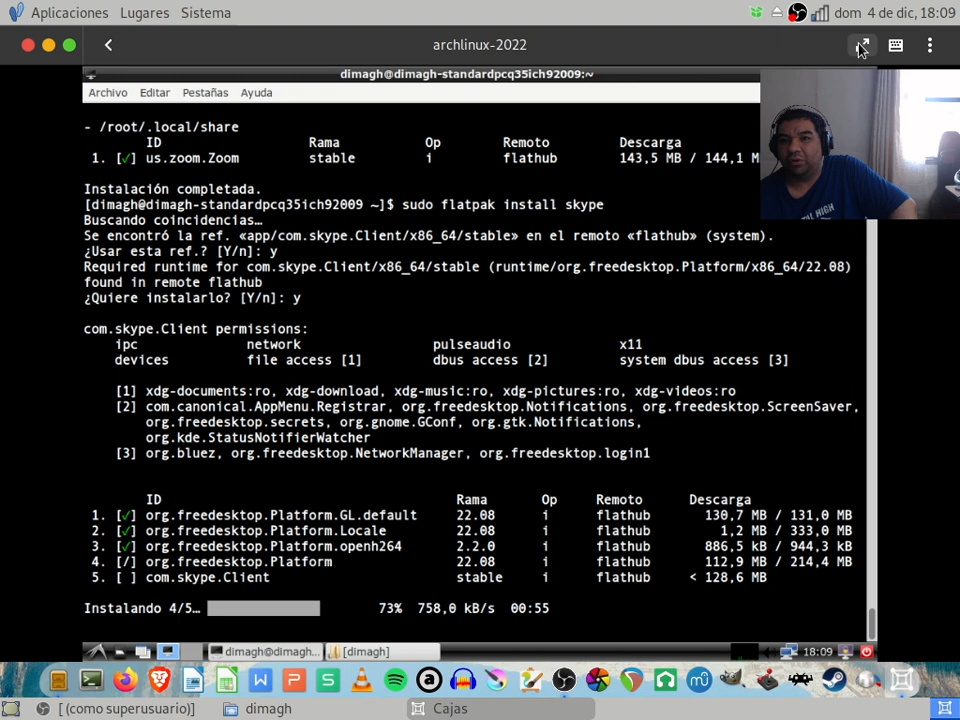 Aplicaciones Lugares Sistema dom 4 de dic, 18:09
archlinux-2022
dimagh@dimagh-standardpcq35ich92009:~
Archivo Editar Pestañas Ayuda
- /root/.local/share
ID Rama Op Remoto Descarga
1. [✓] us.zoom.Zoom stable i flathub 143,5 MB / 144,1 M
Instalación completada.
[dimagh@dimagh-standardpcq35ich92009 ~]$ sudo flatpak install skype
Buscando coincidencias…
Se encontró la ref. «app/com.skype.Client/x86_64/stable» en el remoto «flathub» (system).
¿Usar esta ref.? [Y/n]: y
Required runtime for com.skype.Client/x86_64/stable (runtime/org.freedesktop.Platform/x86_64/22.08)
found in remote flathub
¿Quiere instalarlo? [Y/n]: y
com.skype.Client permissions:
ipc network pulseaudio x11
devices file access [1] dbus access [2] system dbus access [3]
[1] xdg-documents:ro, xdg-download, xdg-music:ro, xdg-pictures:ro, xdg-videos:ro
[2] com.canonical.AppMenu.Registrar, org.freedesktop.Notifications, org.freedesktop.ScreenSaver,
org.freedesktop.secrets, org.gnome.GConf, org.gtk.Notifications,
org.kde.StatusNotifierWatcher
[3] org.bluez, org.freedesktop.NetworkManager, org.freedesktop.login1
ID Rama Op Remoto Descarga
1. [✓] org.freedesktop.Platform.GL.default 22.08 i flathub 130,7 MB / 131,0 MB
2. [✓] org.freedesktop.Platform.Locale 22.08 i flathub 1,2 MB / 333,0 MB
3. [✓] org.freedesktop.Platform.openh264 2.2.0 i flathub 886,5 kB / 944,3 kB
4. [/] org.freedesktop.Platform 22.08 i flathub 112,9 MB / 214,4 MB
5. [ ] com.skype.Client stable i flathub < 128,6 MB
Instalando 4/5… 73% 758,0 kB/s 00:55
dimagh@dimagh... [dimagh] 18:09
[ (como superusuario)] dimagh Cajas